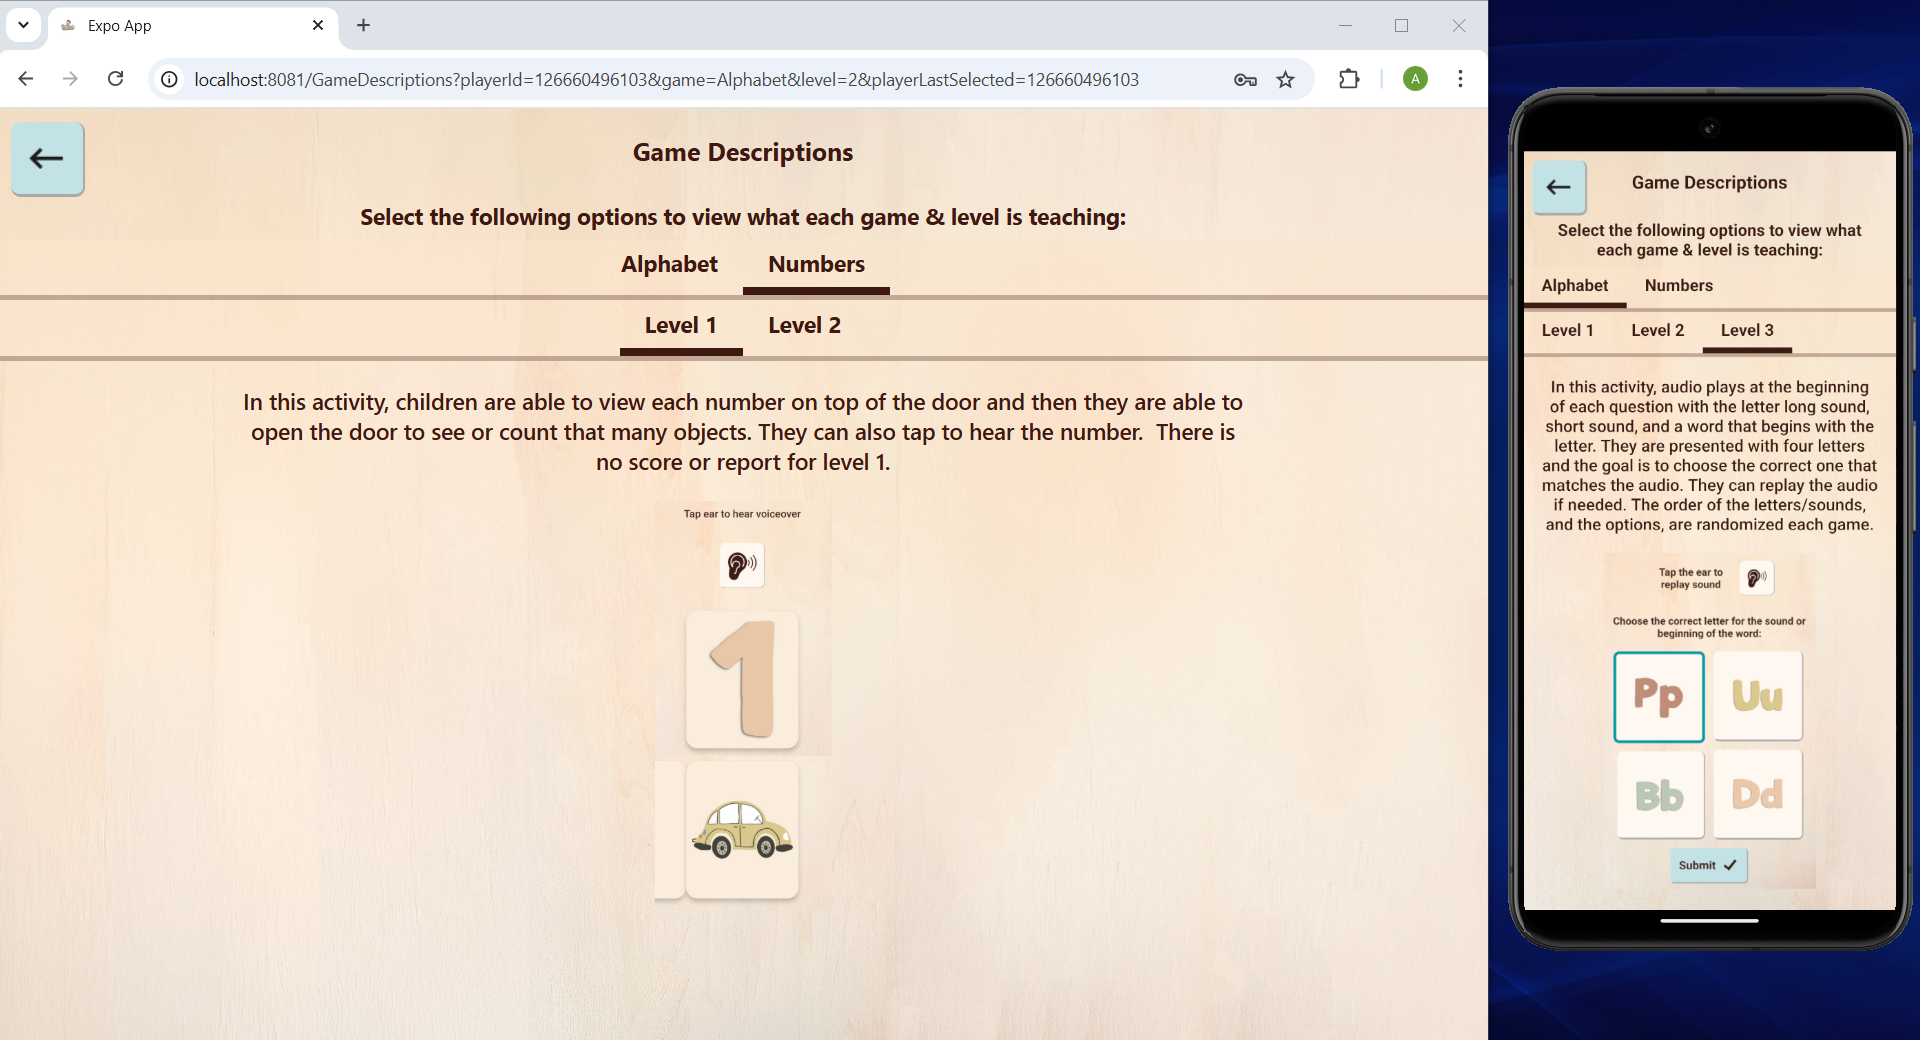 Expo App
localhost:8081/GameDescriptions?playerId=126660496103&game=Alphabet&level=2&playerLastSelected=126660496103
A
Game Descriptions
Select the following options to view what each game & level is teaching:
Alphabet Numbers
Level 1 Level 2
In this activity, children are able to view each number on top of the door and then they are able to
open the door to see or count that many objects. They can also tap to hear the number.  There is
no score or report for level 1.
Tap ear to hear voiceover
1
Game Descriptions
Select the following options to view what
each game & level is teaching:
Alphabet Numbers
Level 1 Level 2 Level 3
In this activity, audio plays at the beginning
of each question with the letter long sound,
short sound, and a word that begins with the
letter. They are presented with four letters
and the goal is to choose the correct one that
matches the audio. They can replay the audio
if needed. The order of the letters/sounds,
and the options, are randomized each game.
Tap the ear to
replay sound
Choose the correct letter for the sound or
beginning of the word:
Pp Uu
Bb Dd
Submit